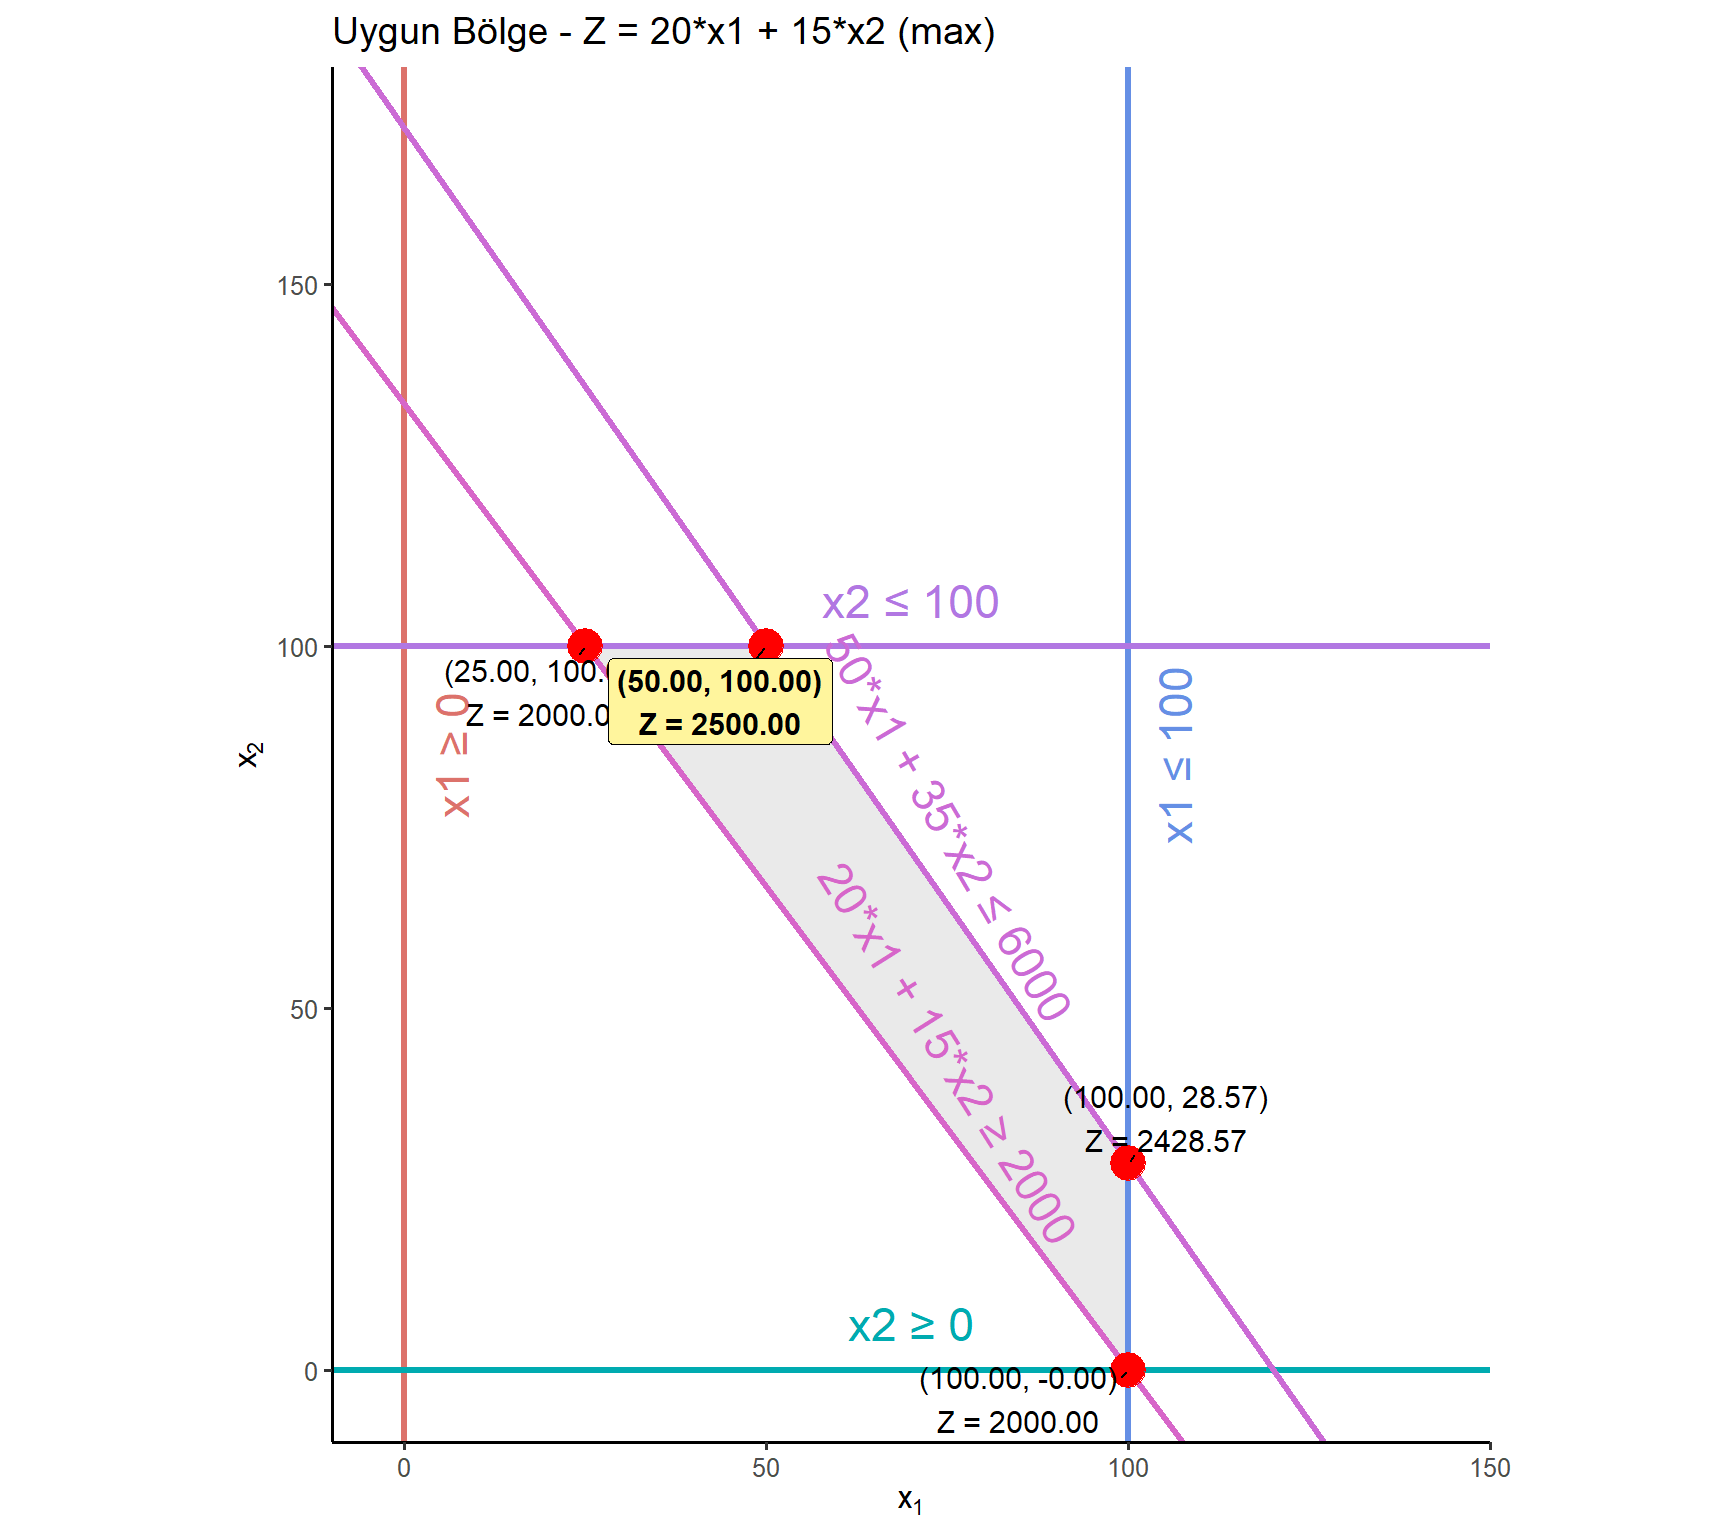 Uygun Bölge - Z = 20*x1 + 15*x2 (max)
150
100
50
0
x2
x2 ≤ 100
(25.00, 100.
Z = 2000.0
(50.00, 100.00)
Z = 2500.00
x1 ≥ 0
50*x1 + 35*x2 ≤ 6000
x1 ≤ 100
20*x1 + 15*x2 ≥ 2000
(100.00, 28.57)
Z = 2428.57
x2 ≥ 0
(100.00, -0.00)
Z = 2000.00
0
50
100
150
x1